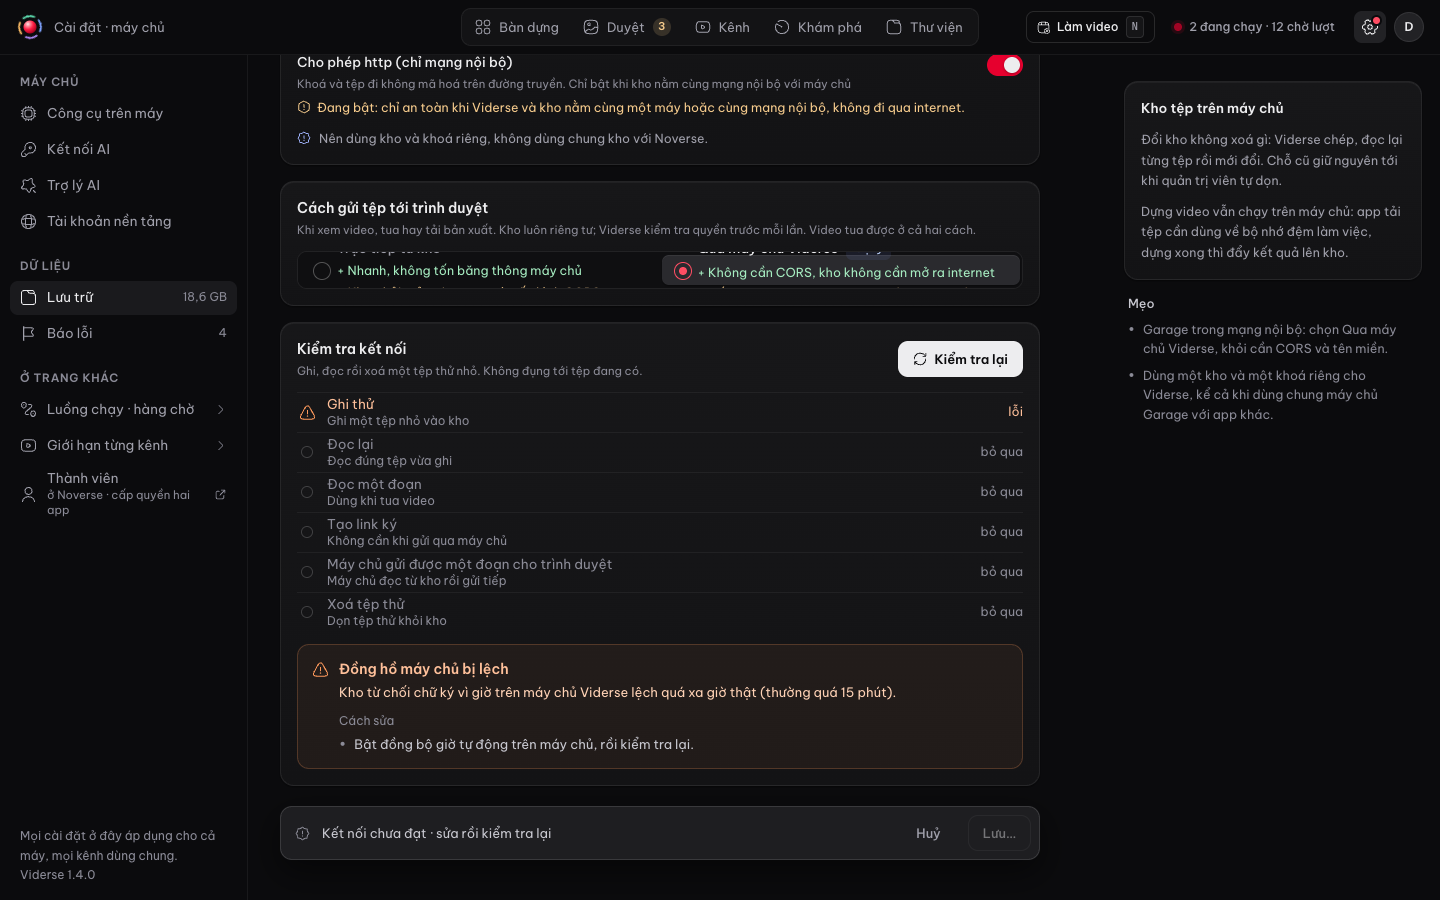 Cài đặt · máy chủ
Bàn dựng
Duyệt 3
Kênh
Khám phá
Thư viện
Làm video N
2 đang chạy · 12 chờ lượt
D
MÁY CHỦ
Công cụ trên máy
Kết nối AI
Trợ lý AI
Tài khoản nền tảng
DỮ LIỆU
Lưu trữ 18,6 GB
Báo lỗi 4
Ở TRANG KHÁC
Luồng chạy · hàng chờ
Giới hạn từng kênh
Thành viên
ở Noverse · cấp quyền hai
app
Mọi cài đặt ở đây áp dụng cho cả
máy, mọi kênh dùng chung.
Viderse 1.4.0
Cho phép http (chỉ mạng nội bộ)
Khoá và tệp đi không mã hoá trên đường truyền. Chỉ bật khi kho nằm cùng mạng nội bộ với máy chủ
Đang bật: chỉ an toàn khi Viderse và kho nằm cùng một máy hoặc cùng mạng nội bộ, không đi qua internet.
Nên dùng kho và khoá riêng, không dùng chung kho với Noverse.
Cách gửi tệp tới trình duyệt
Khi xem video, tua hay tải bản xuất. Kho luôn riêng tư; Viderse kiểm tra quyền trước mỗi lần. Video tua được ở cả hai cách.
+ Nhanh, không tốn băng thông máy chủ
+ Không cần CORS, kho không cần mở ra internet
Kiểm tra kết nối
Ghi, đọc rồi xoá một tệp thử nhỏ. Không đụng tới tệp đang có.
Kiểm tra lại
Ghi thử
Ghi một tệp nhỏ vào kho
lỗi
Đọc lại
Đọc đúng tệp vừa ghi
bỏ qua
Đọc một đoạn
Dùng khi tua video
bỏ qua
Tạo link ký
Không cần khi gửi qua máy chủ
bỏ qua
Máy chủ gửi được một đoạn cho trình duyệt
Máy chủ đọc từ kho rồi gửi tiếp
bỏ qua
Xoá tệp thử
Dọn tệp thử khỏi kho
bỏ qua
Đồng hồ máy chủ bị lệch
Kho từ chối chữ ký vì giờ trên máy chủ Viderse lệch quá xa giờ thật (thường quá 15 phút).
Cách sửa
• Bật đồng bộ giờ tự động trên máy chủ, rồi kiểm tra lại.
Kết nối chưa đạt · sửa rồi kiểm tra lại
Huỷ
Lưu...
Kho tệp trên máy chủ
Đổi kho không xoá gì: Viderse chép, đọc lại
từng tệp rồi mới đổi. Chỗ cũ giữ nguyên tới
khi quản trị viên tự dọn.
Dựng video vẫn chạy trên máy chủ: app tải
tệp cần dùng về bộ nhớ đệm làm việc,
dựng xong thì đẩy kết quả lên kho.
Mẹo
• Garage trong mạng nội bộ: chọn Qua máy
chủ Viderse, khỏi cần CORS và tên miền.
• Dùng một kho và một khoá riêng cho
Viderse, kể cả khi dùng chung máy chủ
Garage với app khác.